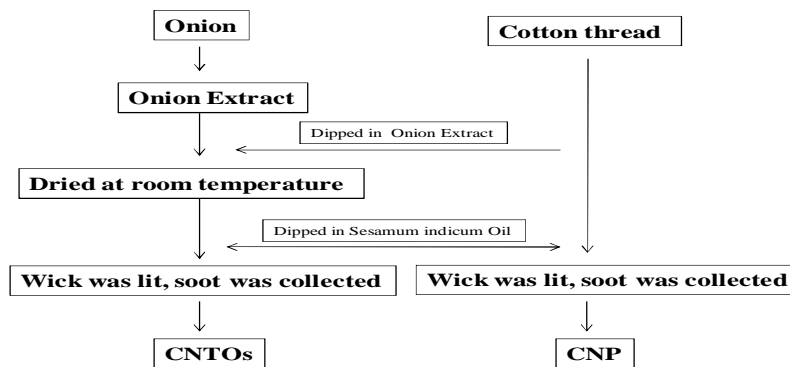 Onion
Cotton thread
Onion Extract
Dipped in Onion Extract
Dried at room temperature
Dipped in Sesamum indicum Oil
Wick was lit, soot was collected
Wick was lit, soot was collected
CNTOs
CNP